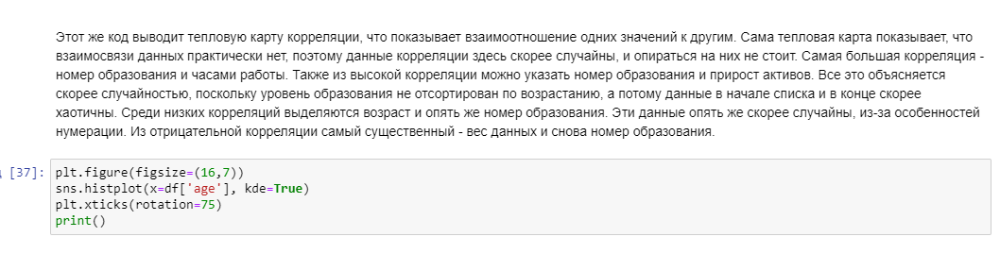 Этот же код выводит тепловую карту корреляции, что показывает взаимоотношение одних значений к другим. Сама тепловая карта показывает, что
взаимосвязи данных практически нет, поэтому данные корреляции здесь скорее случайны, и опираться на них не стоит. Самая большая корреляция -
номер образования и часами работы. Также из высокой корреляции можно указать номер образования и прирост активов. Все это объясняется
скорее случайностью, поскольку уровень образования не отсортирован по возрастанию, а потому данные в начале списка и в конце скорее
хаотичны. Среди низких корреляций выделяются возраст и опять же номер образования. Эти данные опять же скорее случайны, из-за особенностей
нумерации. Из отрицательной корреляции самый существенный - вес данных и снова номер образования.
[37]:
plt.figure(figsize=(16,7))
sns.histplot(x=df['age'], kde=True)
plt.xticks(rotation=75)
print()